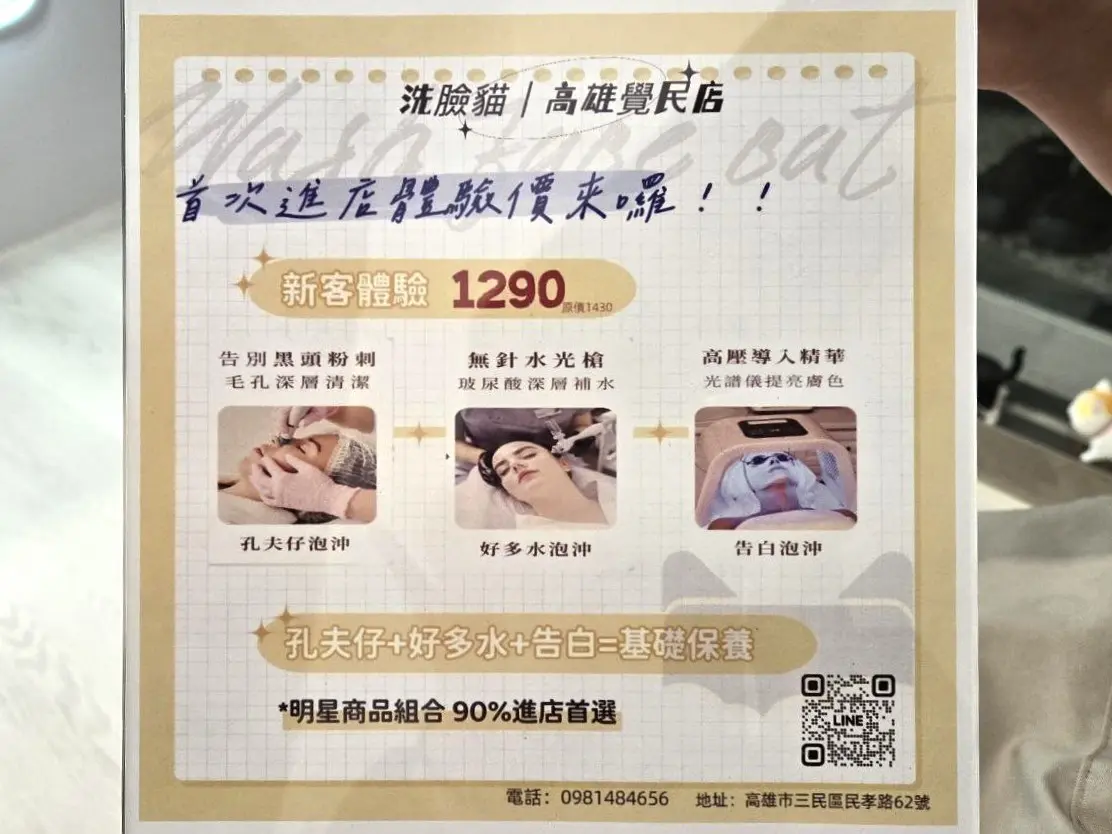 洗臉貓 | 高雄覺民店
首次進店體驗價來囉！！
新客體驗 1290 原價1430
告別黑頭粉刺
毛孔深層清潔
孔夫仔泡沖
無針水光槍
玻尿酸深層補水
好多水泡沖
高壓導入精華
光譜儀提亮膚色
告白泡沖
孔夫仔+好多水+告白=基礎保養
*明星商品組合 90%進店首選
LINE
電話：0981484656 地址：高雄市三民區民孝路62號